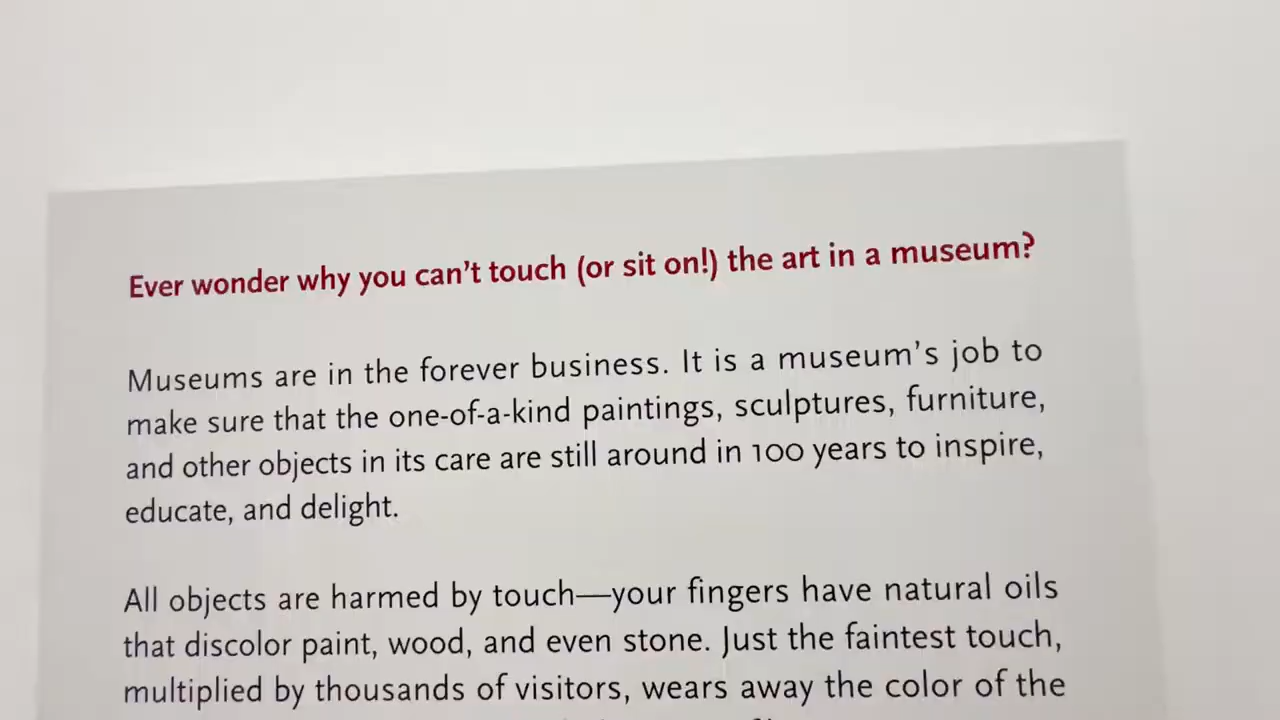 Ever wonder why you can't touch (or sit on!) the art in a museum?
Museums are in the forever business. It is a museum's job to
make sure that the one-of-a-kind paintings, sculptures, furniture,
and other objects in its care are still around in 100 years to inspire,
educate, and delight.
All objects are harmed by touch—your fingers have natural oils
that discolor paint, wood, and even stone. Just the faintest touch,
multiplied by thousands of visitors, wears away the color of the